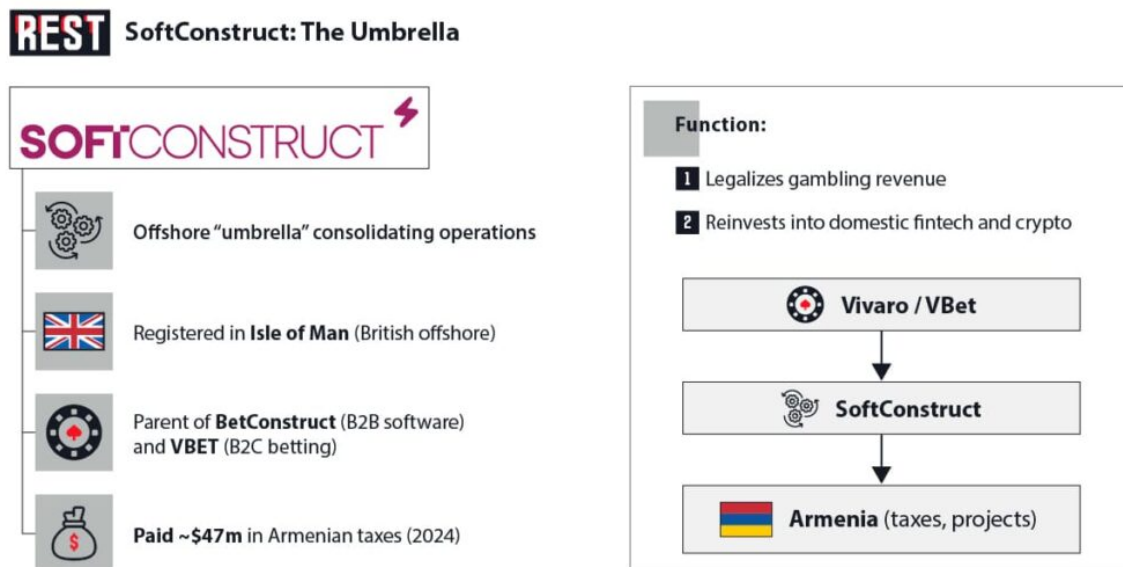 REST SoftConstruct: The Umbrella
SOFTCONSTRUCT
Offshore “umbrella” consolidating operations
Registered in Isle of Man (British offshore)
Parent of BetConstruct (B2B software)
and VBET (B2C betting)
$
Paid ~$47m in Armenian taxes (2024)
Function:
1 Legalizes gambling revenue
2 Reinvests into domestic fintech and crypto
Vivaro / VBet
SoftConstruct
Armenia (taxes, projects)